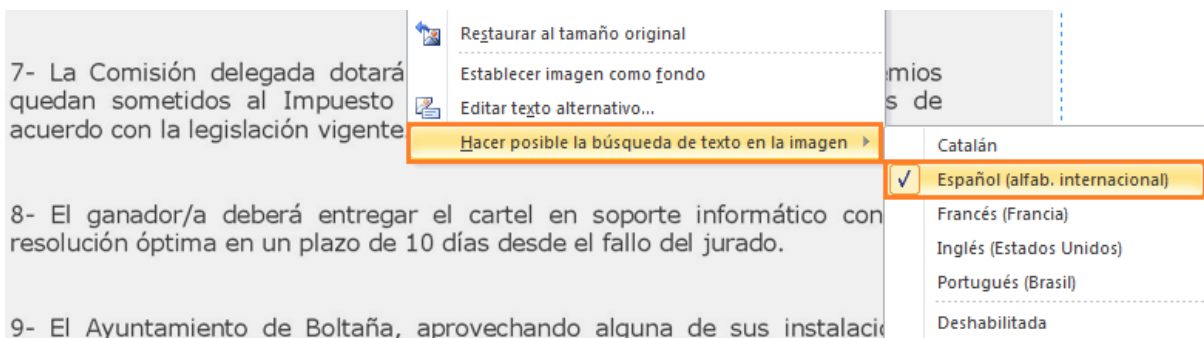 Restaurar al tamaño original
Establecer imagen como fondo
Editar texto alternativo...
Hacer posible la búsqueda de texto en la imagen
Catalán
Español (alfab. internacional)
Francés (Francia)
Inglés (Estados Unidos)
Portugués (Brasil)
Deshabilitada
7- La Comisión delegada dotará
quedan sometidos al Impuesto de
acuerdo con la legislación vigente
8- El ganador/a deberá entregar el cartel en soporte informático con
resolución óptima en un plazo de 10 días desde el fallo del jurado.
9- El Ayuntamiento de Boltaña, aprovechando alguna de sus